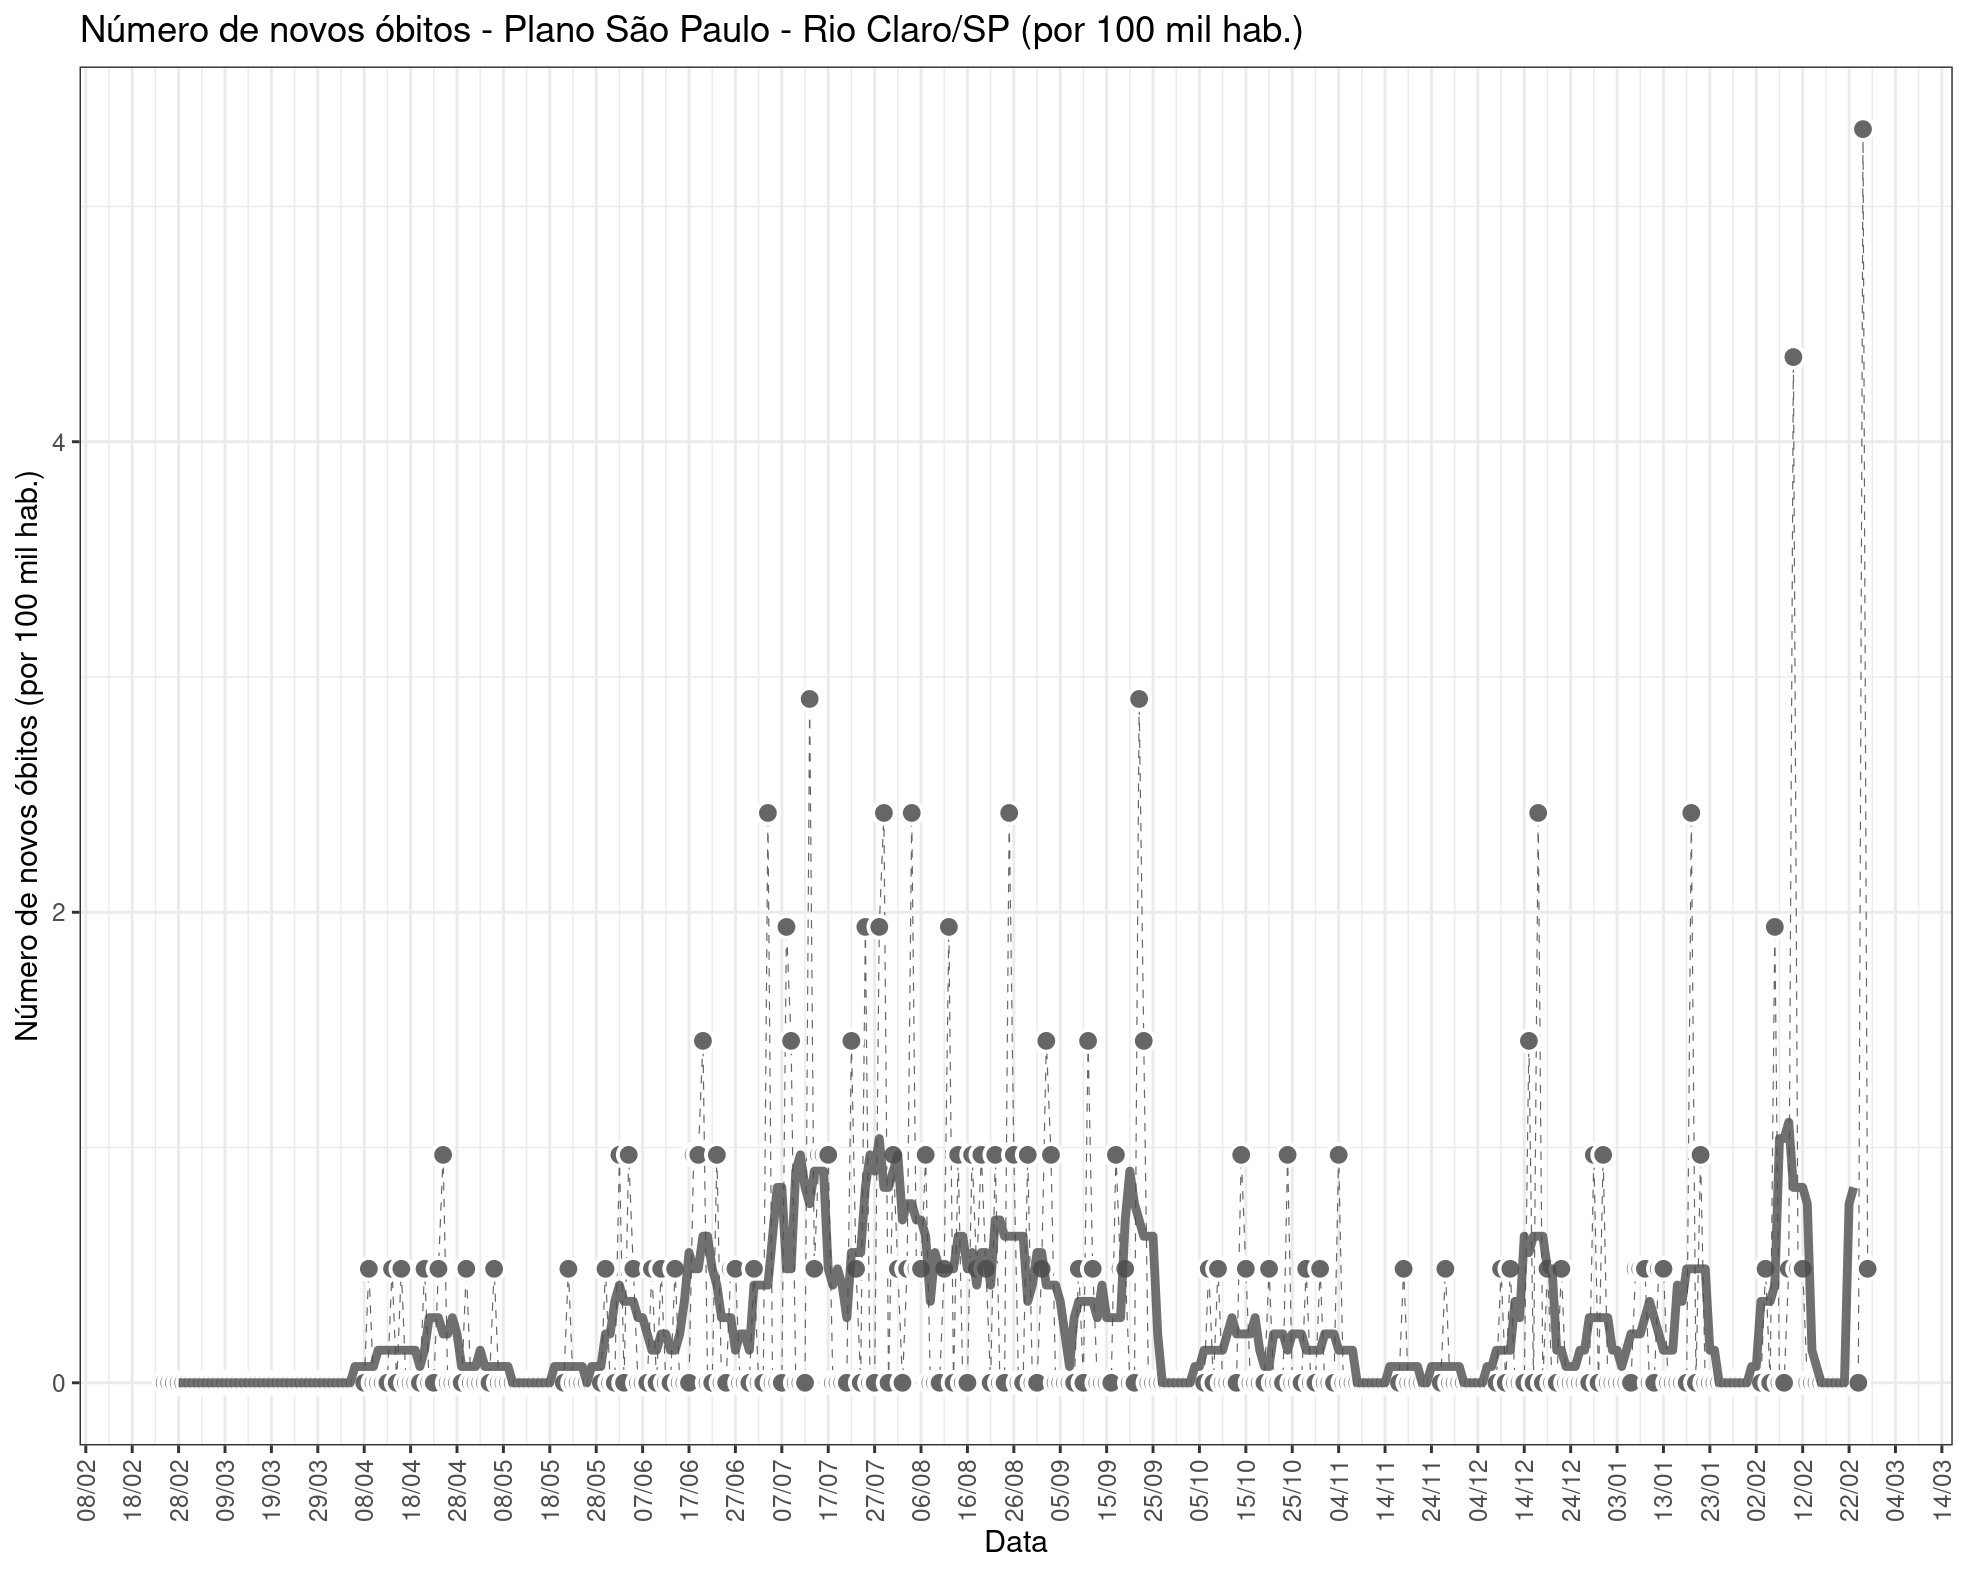 Número de novos óbitos - Plano São Paulo - Rio Claro/SP (por 100 mil hab.)
Número de novos óbitos (por 100 mil hab.)
4
2
0
08/02 18/02 28/02 09/03 19/03 29/03 08/04 18/04 28/04 08/05 18/05 28/05 07/06 17/06 27/06 07/07 17/07 27/07 06/08 16/08 26/08 05/09 15/09 25/09 05/10 15/10 25/10 04/11 14/11 24/11 04/12 14/12 24/12 03/01 13/01 23/01 02/02 12/02 22/02 04/03 14/03
Data